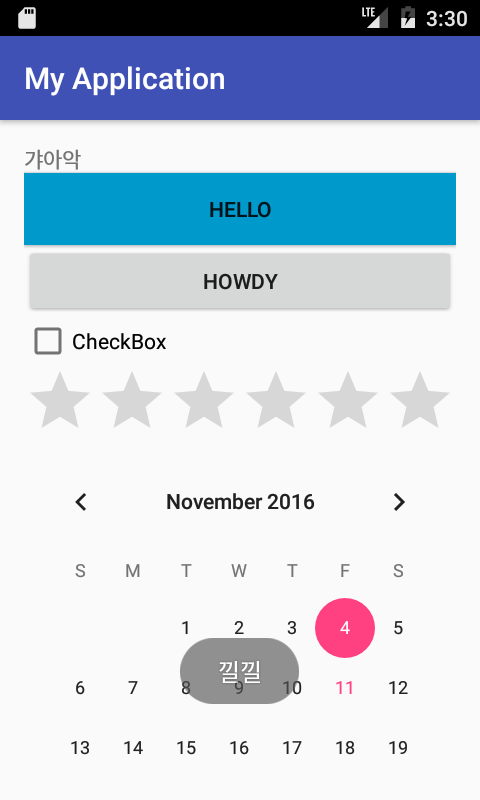 LTE 3:30
My Application
갸아악
HELLO
HOWDY
CheckBox
November 2016
S M T W T F S
1 2 3 4 5
낄낄
6 7 8 9 10 11 12
13 14 15 16 17 18 19